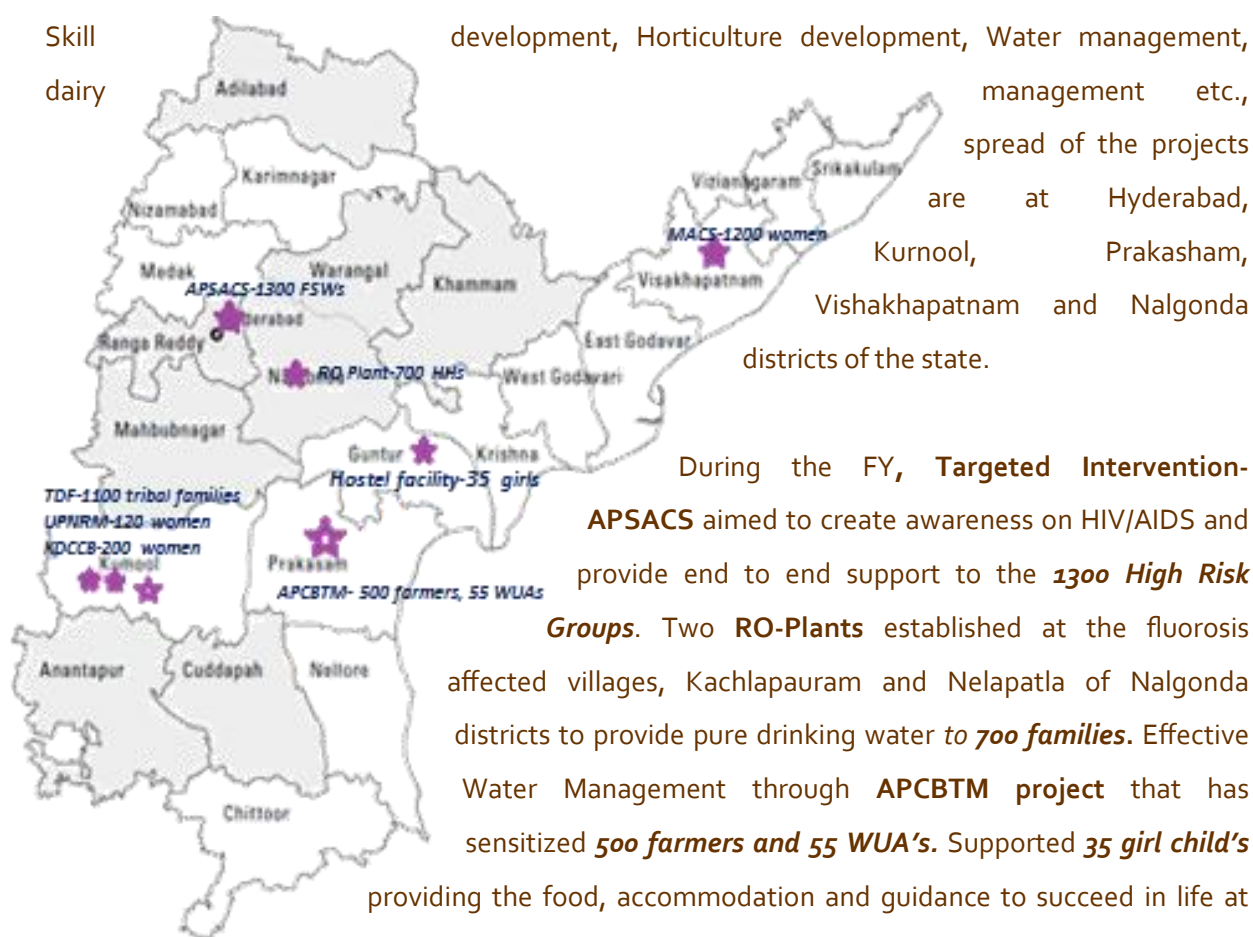 Skill development, Horticulture development, Water management,
dairy management etc.,
spread of the projects
are at Hyderabad,
Kurnool, Prakasham,
Vishakhapatnam and Nalgonda
districts of the state.
During the FY, Targeted Intervention-
APSACS aimed to create awareness on HIV/AIDS and
provide end to end support to the 1300 High Risk
Groups. Two RO-Plants established at the fluorosis
affected villages, Kachlapauram and Nelapatla of Nalgonda
districts to provide pure drinking water to 700 families. Effective
Water Management through APCBTM project that has
sensitized 500 farmers and 55 WUA's. Supported 35 girl child's
providing the food, accommodation and guidance to succeed in life at
Adilabad
Karimnagar
Nizamabad
Vizianagaram
Srikakulam
MACS-1200 women
Medak
Warangal
Khammam
Visakhapatnam
APSACS-1300 FSWs
derabad
Ranga Reddy
East Godavar
RO Plant-700 HHs
West Godavari
Mahbubnagar
Guntur
Krishna
Hostel facility-35 girls
TDF-1100 tribal families
UPNRM-120 women
KDCCB-200 women
Kurnool
Prakasam
APCBTM- 500 farmers, 55 WUAs
Anantapur
Cuddapah
Nellore
Chittoor